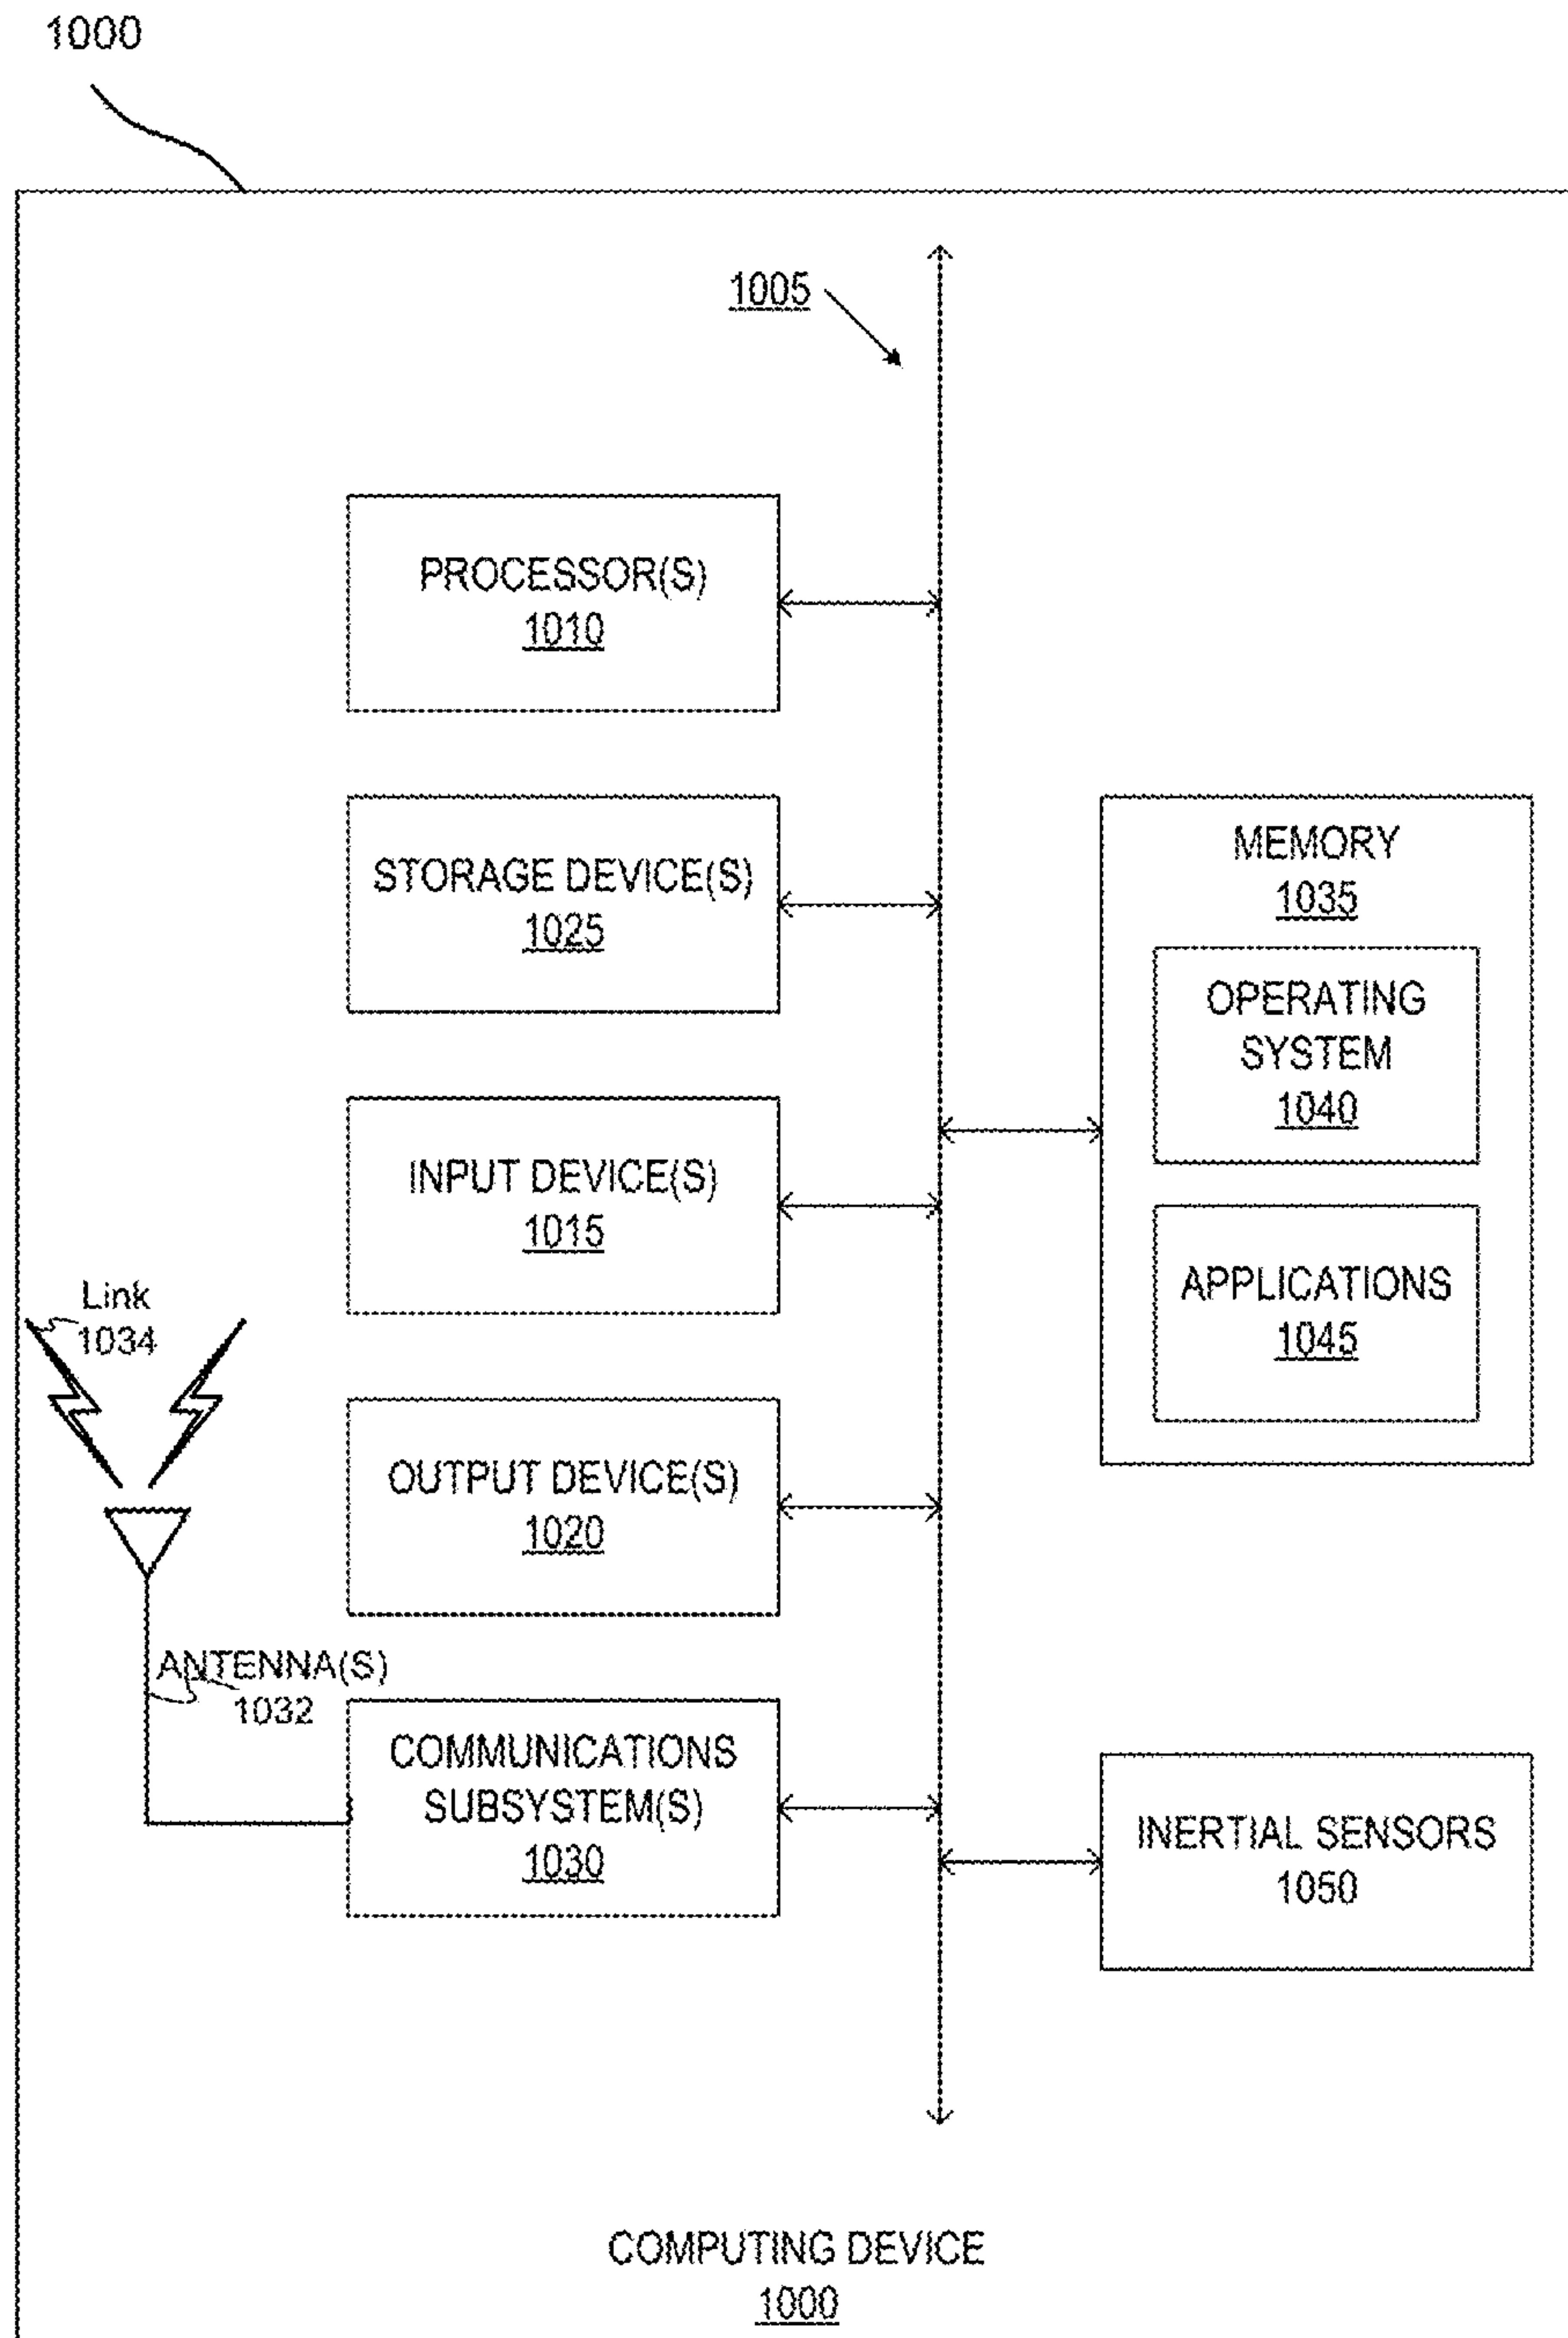 1000
1005
PROCESSOR(S)
1010
STORAGE DEVICE(S)
1025
INPUT DEVICE(S)
1015
OUTPUT DEVICE(S)
1020
COMMUNICATIONS
SUBSYSTEM(S)
1030
Link
1034
ANTENNA(S)
1032
MEMORY
1035
OPERATING
SYSTEM
1040
APPLICATIONS
1045
INERTIAL SENSORS
1050
COMPUTING DEVICE
1000